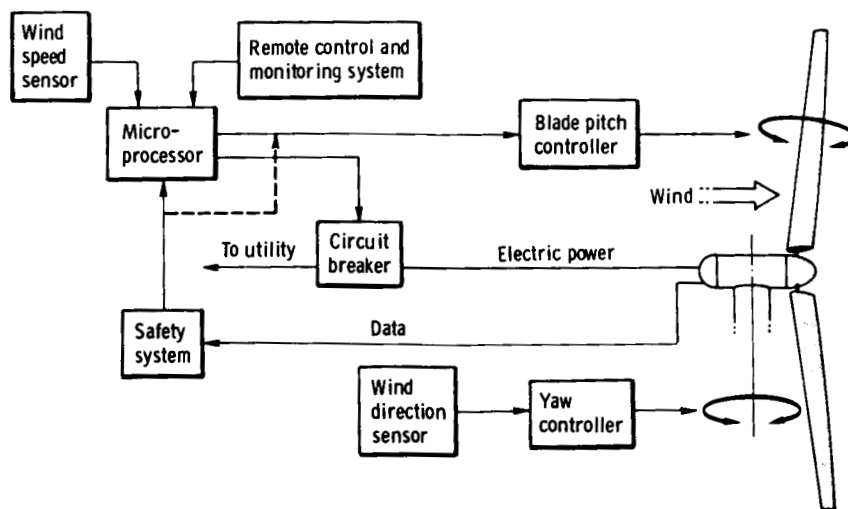 Wind
speed
sensor
Remote control and
monitoring system
Micro-
processor
Blade pitch
controller
Wind
To utility
Circuit
breaker
Electric power
Safety
system
Data
Wind
direction
sensor
Yaw
controller